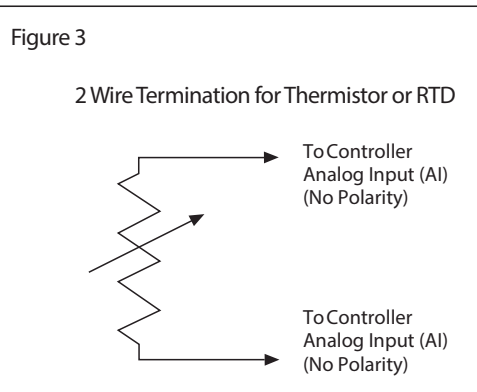 Figure 3
2 Wire Termination for Thermistor or RTD
To Controller
Analog Input (AI)
(No Polarity)
To Controller
Analog Input (AI)
(No Polarity)